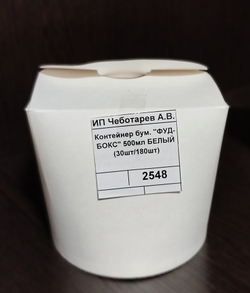 ИП Чеботарев А.В.
Контейнер бум. "ФУД-
БОКС" 500мл БЕЛЫЙ
(30шт/180шт)
2548